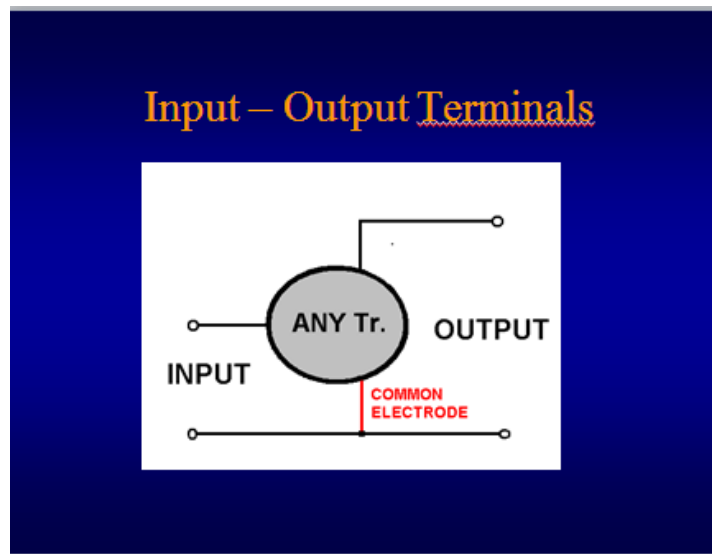 Input – Output Terminals
ANY Tr.
OUTPUT
INPUT
COMMON
ELECTRODE